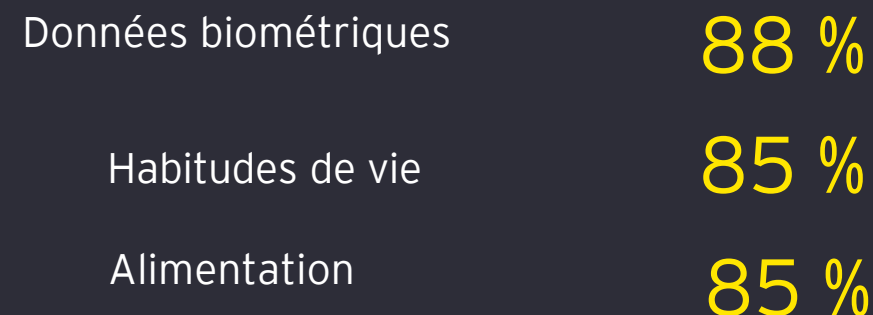 Données biométriques 88 %
Habitudes de vie 85 %
Alimentation 85 %